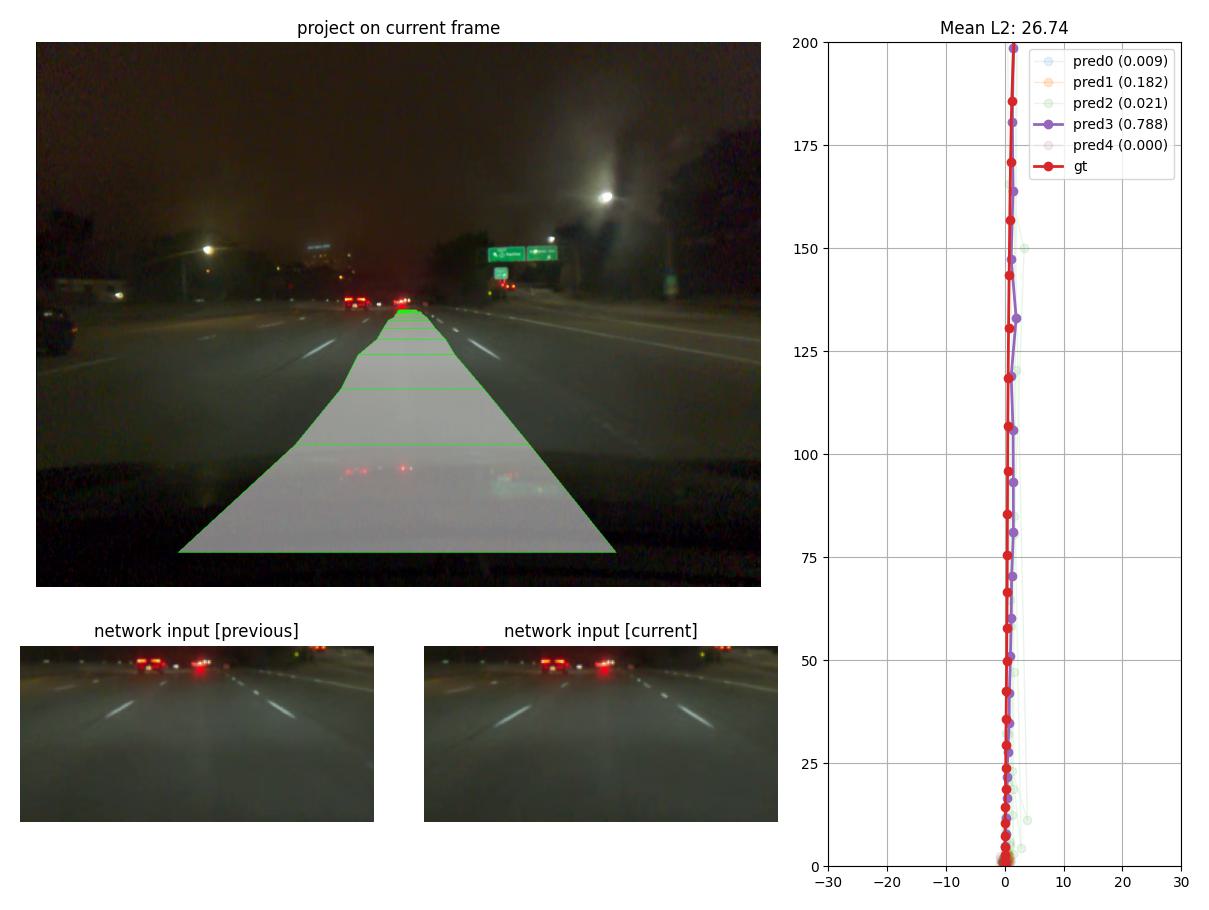 project on current frame
Mean L2: 26.74
200
175
150
125
100
75
50
25
0
−30
−20
−10
0
10
20
30
pred0 (0.009)
pred1 (0.182)
pred2 (0.021)
pred3 (0.788)
pred4 (0.000)
gt
network input [previous]
network input [current]